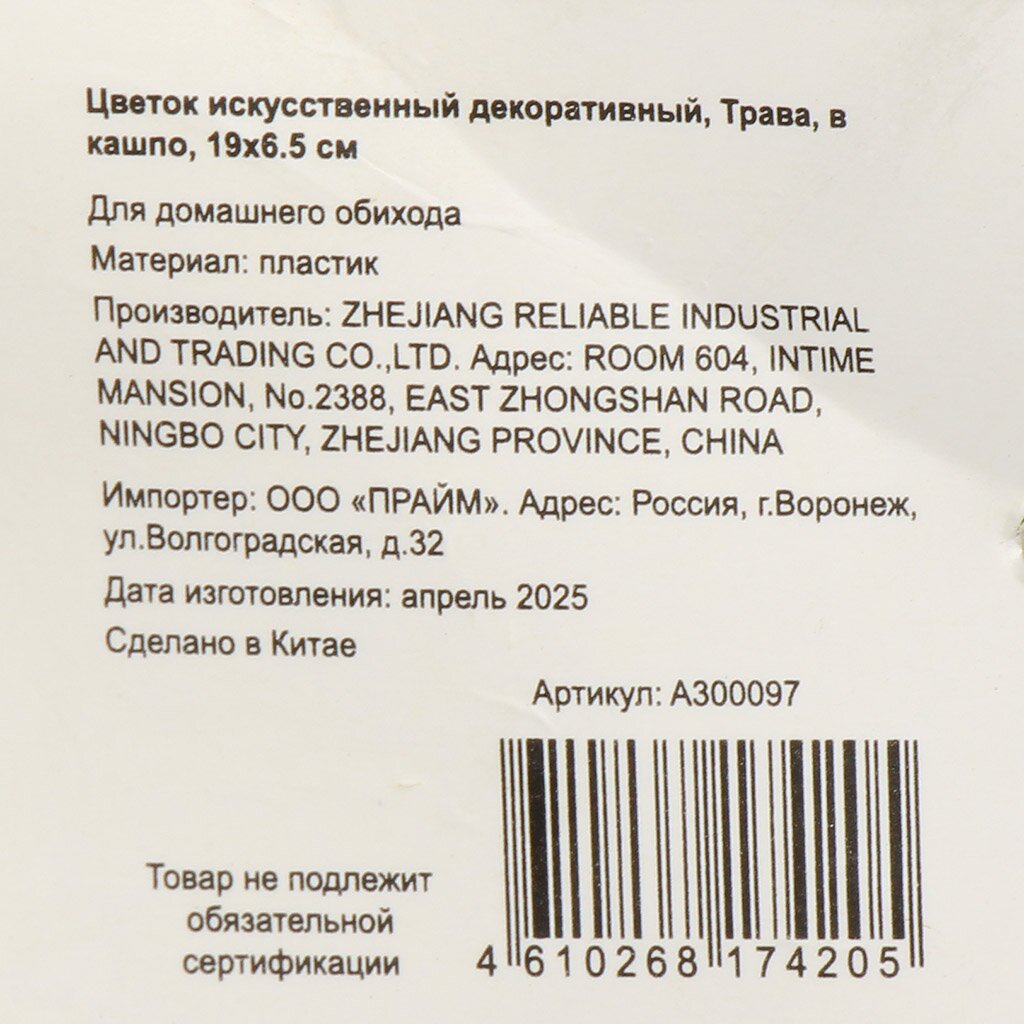 Цветок искусственный декоративный, Трава, в
кашпо, 19х6.5 см
Для домашнего обихода
Материал: пластик
Производитель: ZHEJIANG RELIABLE INDUSTRIAL
AND TRADING CO.,LTD. Адрес: ROOM 604, INTIME
MANSION, No.2388, EAST ZHONGSHAN ROAD,
NINGBO CITY, ZHEJIANG PROVINCE, CHINA
Импортер: ООО «ПРАЙМ». Адрес: Россия, г.Воронеж,
ул.Волгоградская, д.32
Дата изготовления: апрель 2025
Сделано в Китае
Артикул: А300097
Товар не подлежит
обязательной
сертификации
4 610268 174205